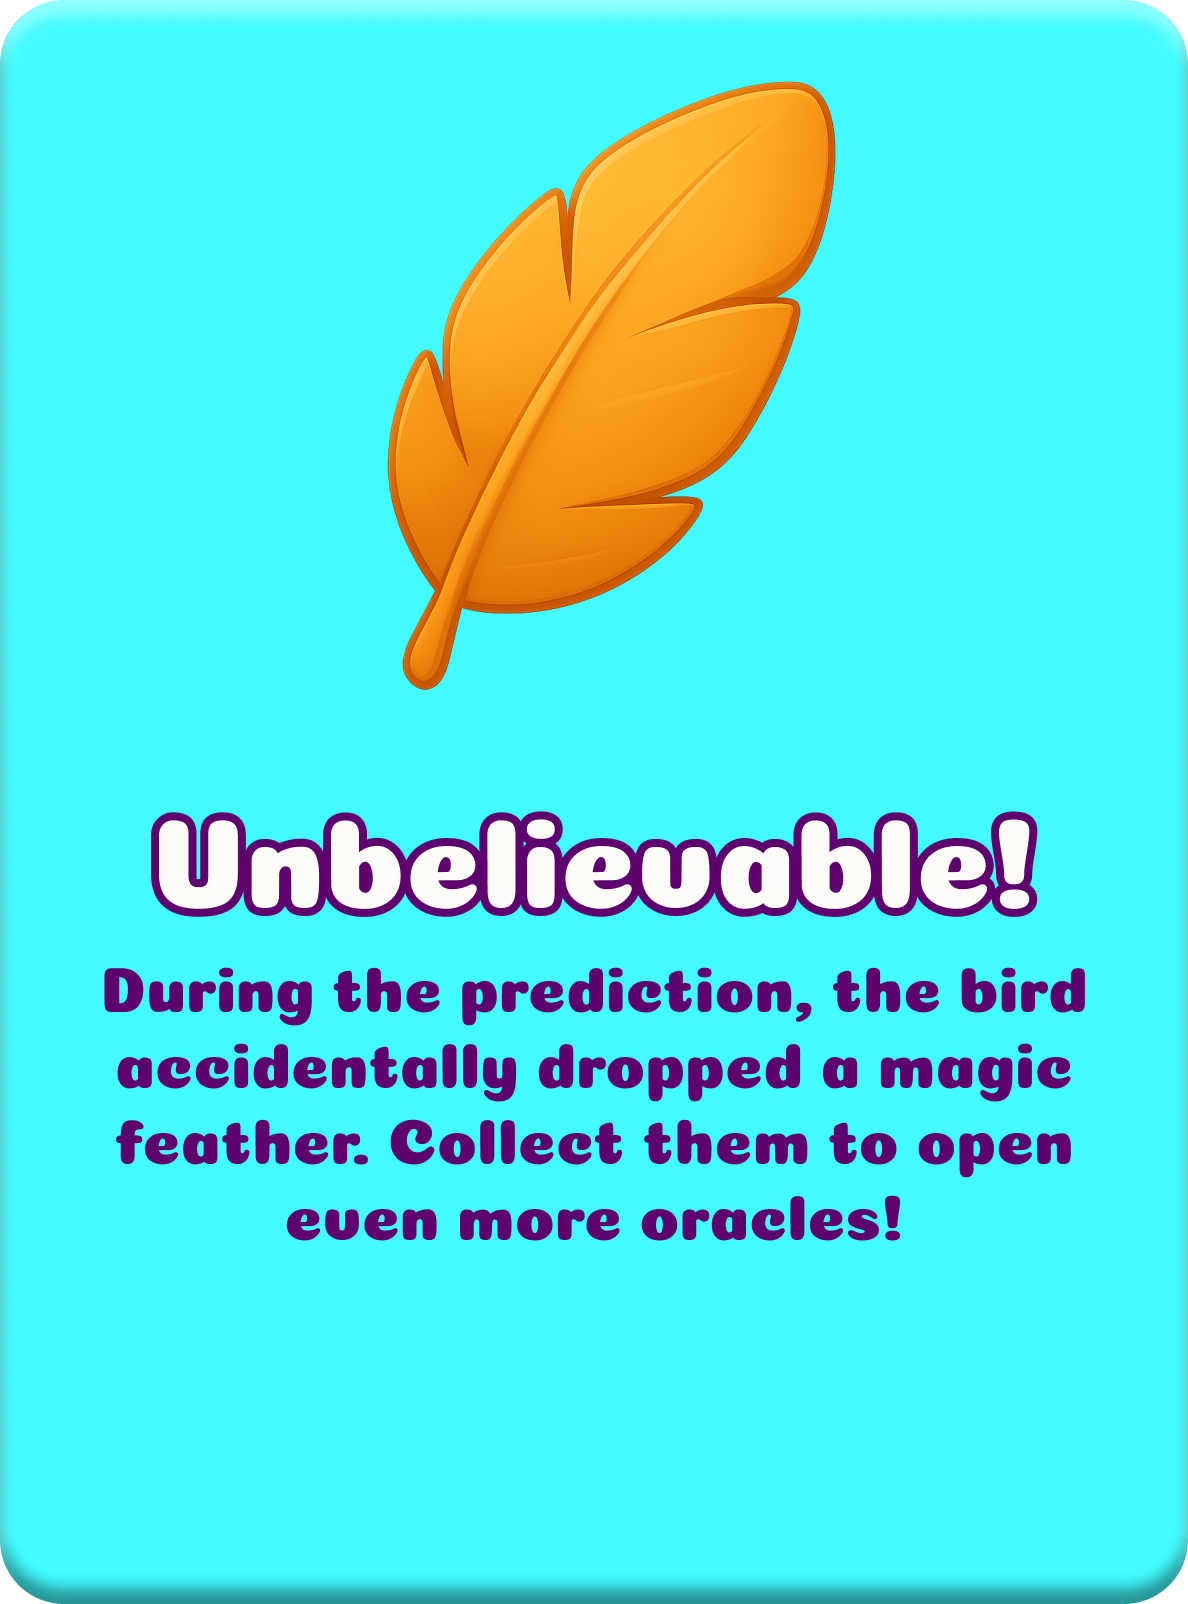 Unbelievable!
During the prediction, the bird
accidentally dropped a magic
feather. Collect them to open
even more oracles!